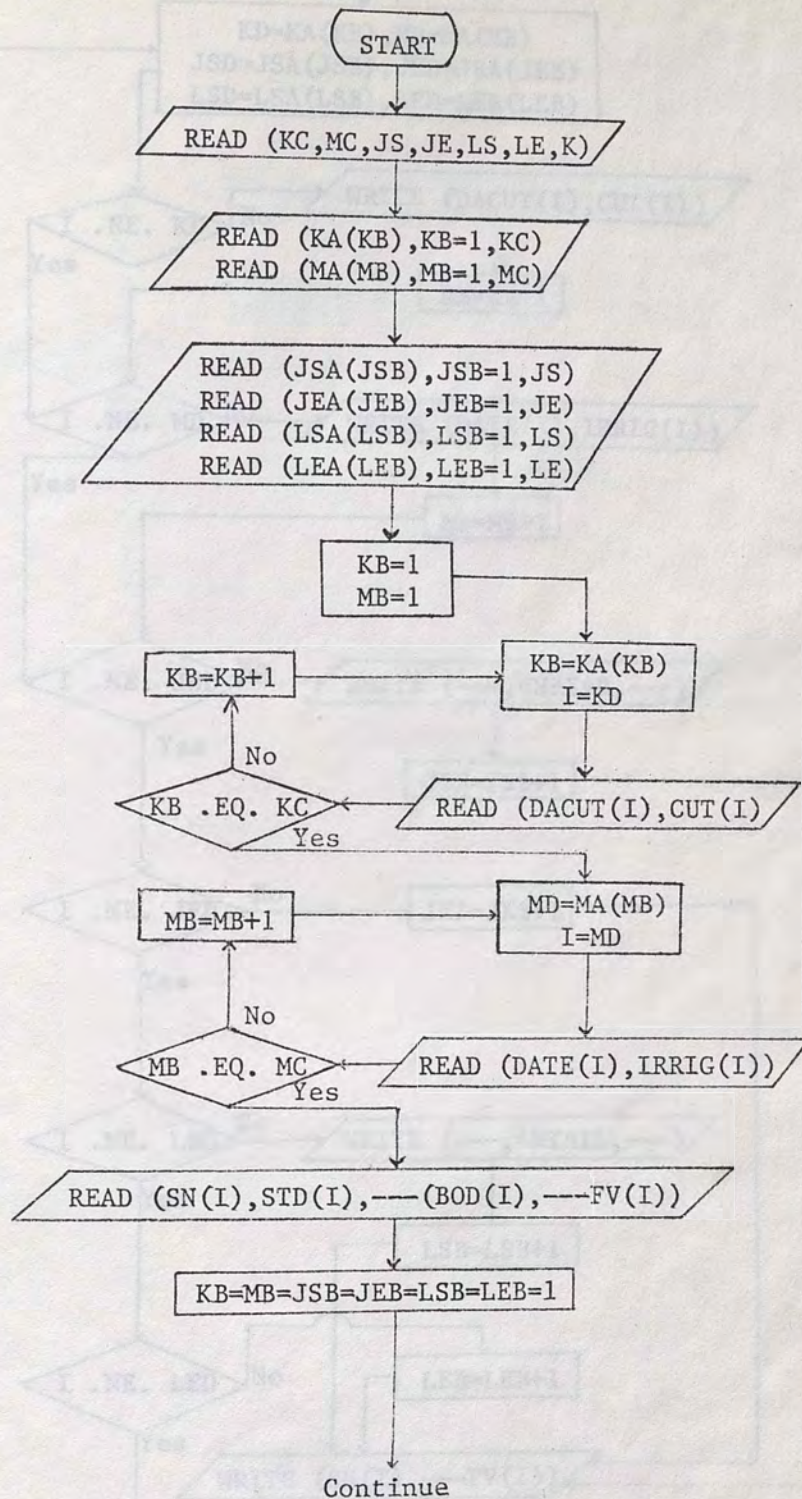 START
READ (KC,MC,JS,JE,LS,LE,K)
READ (KA(KB),KB=1,KC)
READ (MA(MB),MB=1,MC)
READ (JSA(JSB),JSB=1,JS)
READ (JEA(JEB),JEB=1,JE)
READ (LSA(LSB),LSB=1,LS)
READ (LEA(LEB),LEB=1,LE)
KB=1
MB=1
KB=KB+1
KB=KA(KB)
I=KD
No
KB .EQ. KC
READ (DACUT(I),CUT(I)
Yes
MB=MB+1
MD=MA(MB)
I=MD
No
MB .EQ. MC
READ (DATE(I),IRRIG(I))
Yes
READ (SN(I),STD(I),---(BOD(I),---FV(I))
KB=MB=JSB=JEB=LSB=LEB=1
Continue